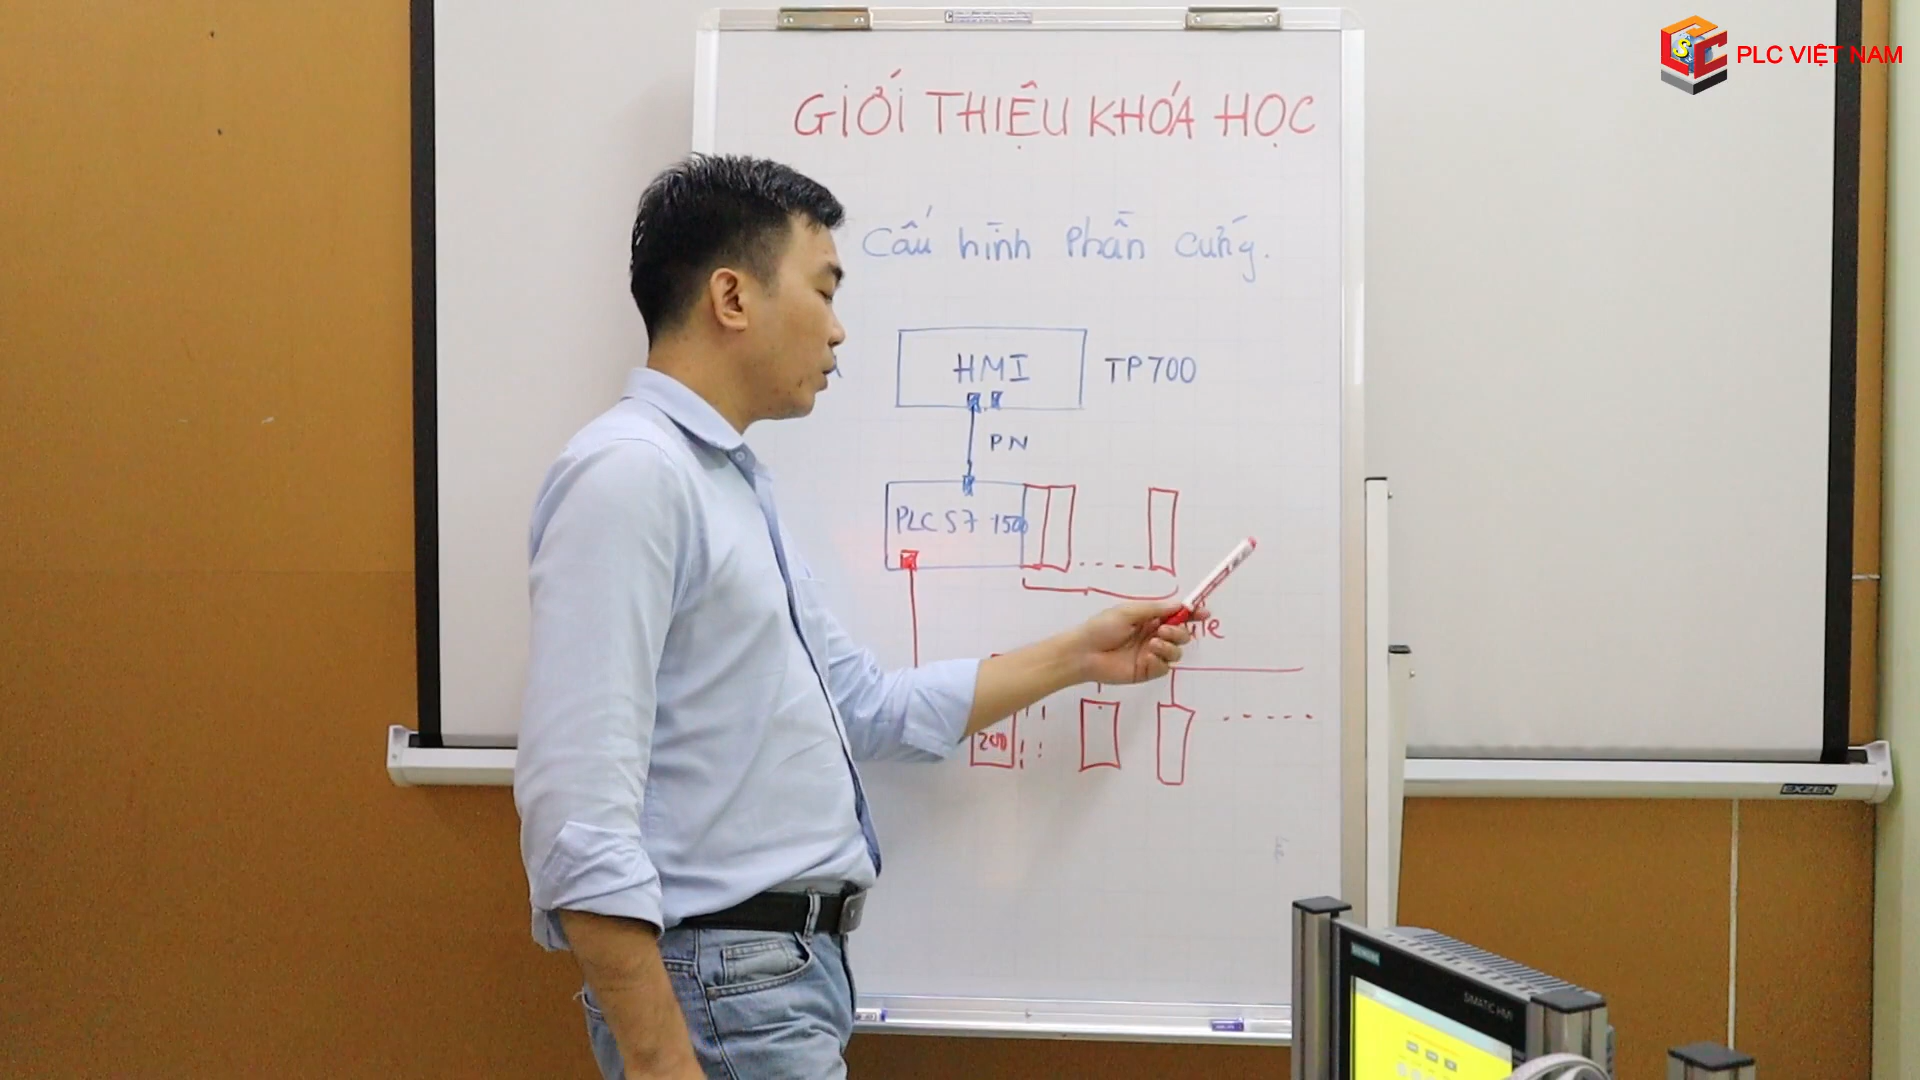 PLC VIỆT NAM
GIỚI THIỆU KHÓA HỌC
Cấu hình Phần cứng.
HMI TP700
PN
PLC S7 1500
200
EXZEN
SIEMENS
SIMATIC HMI